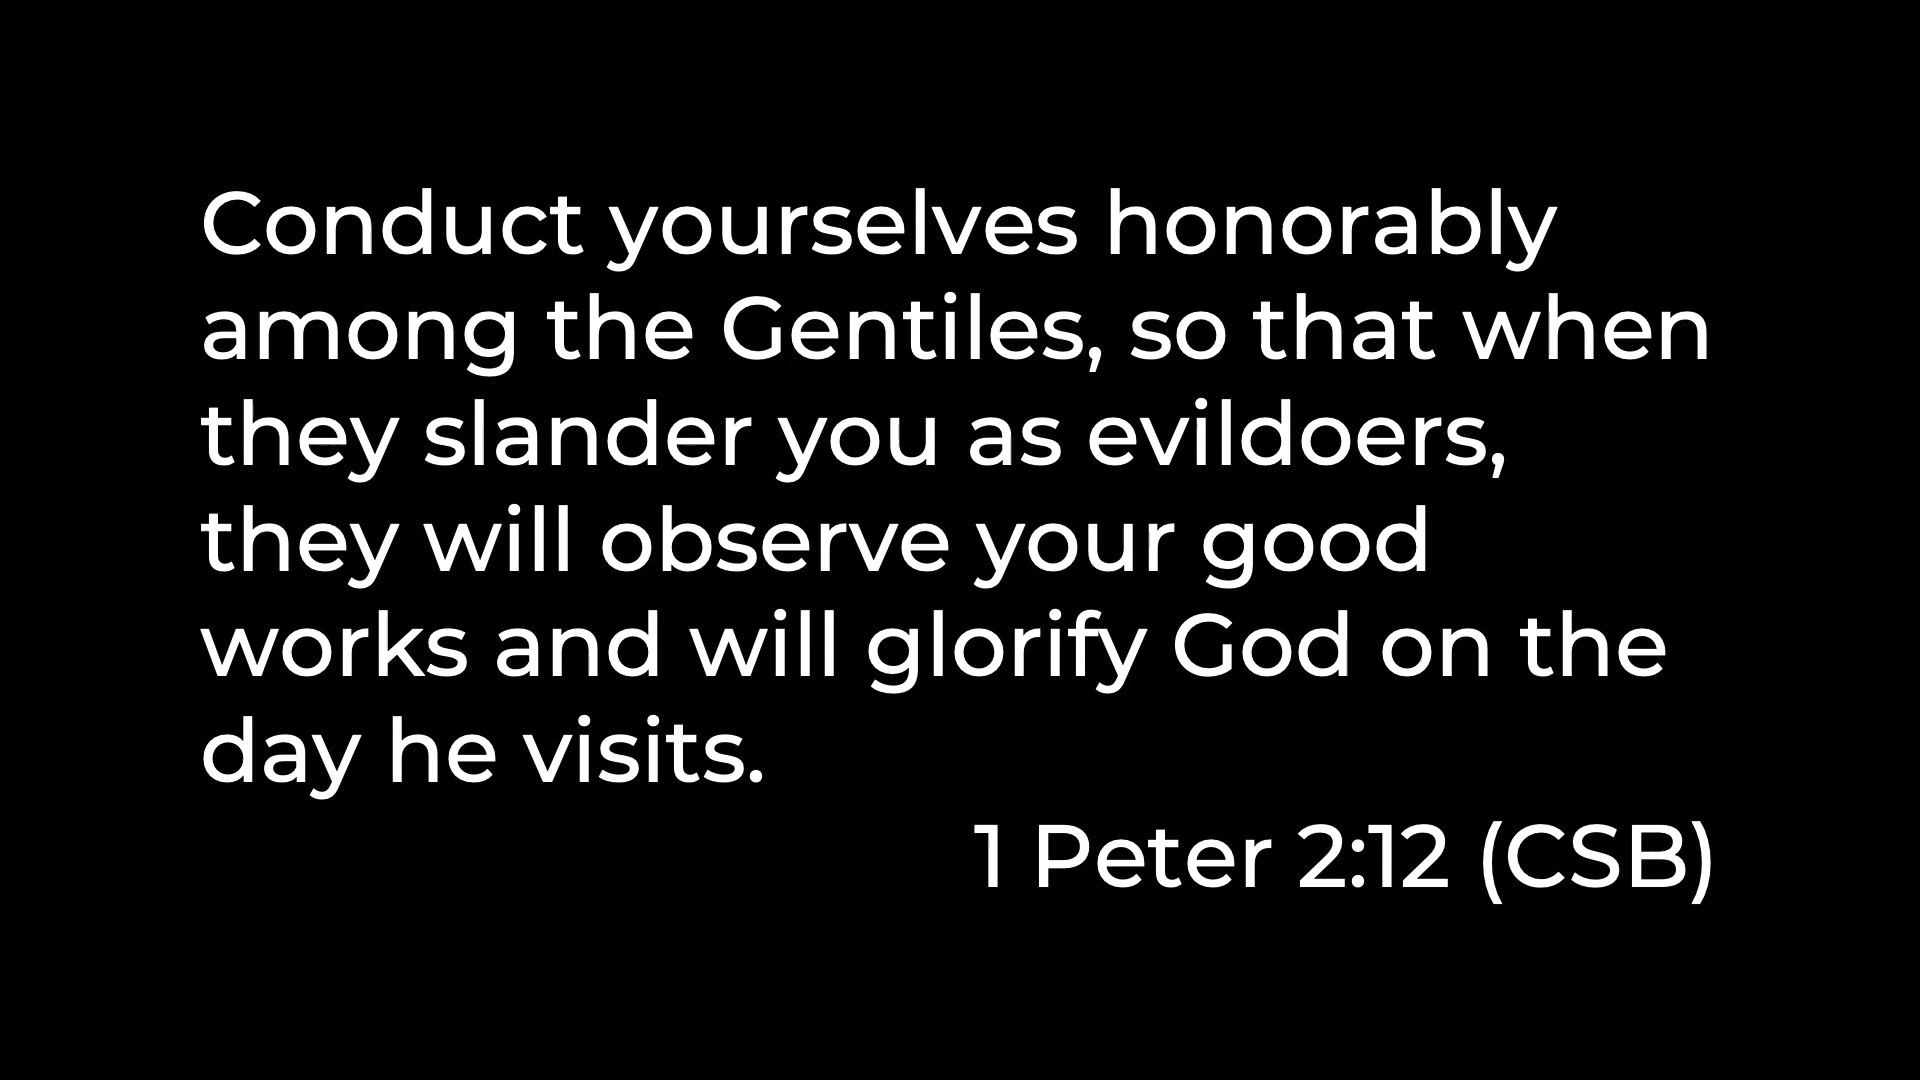 Conduct yourselves honorably
among the Gentiles, so that when
they slander you as evildoers,
they will observe your good
works and will glorify God on the
day he visits.
1 Peter 2:12 (CSB)